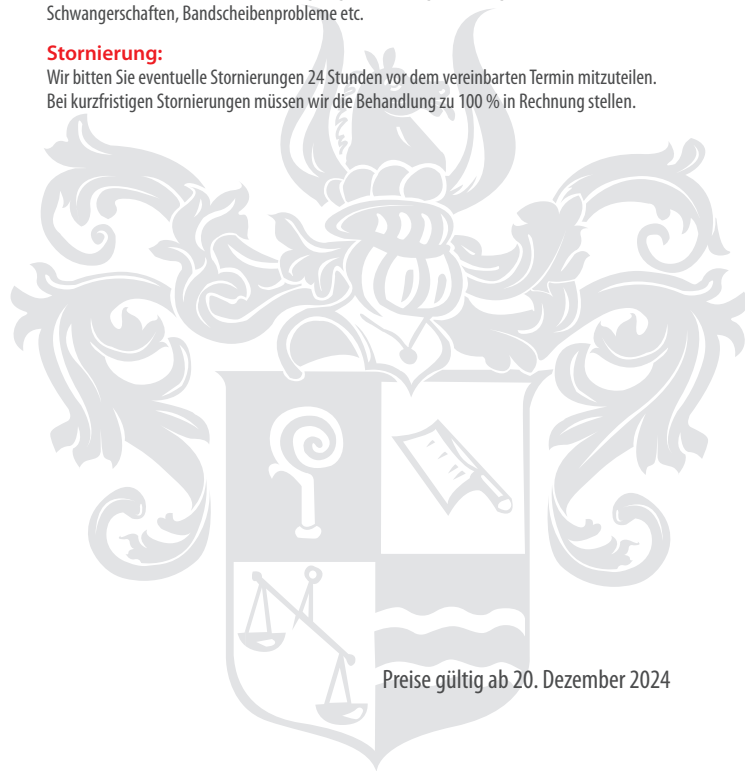 Schwangerschaften, Bandscheibenprobleme etc.
Stornierung:
Wir bitten Sie eventuelle Stornierungen 24 Stunden vor dem vereinbarten Termin mitzuteilen.
Bei kurzfristigen Stornierungen müssen wir die Behandlung zu 100 % in Rechnung stellen.
Preise gültig ab 20. Dezember 2024